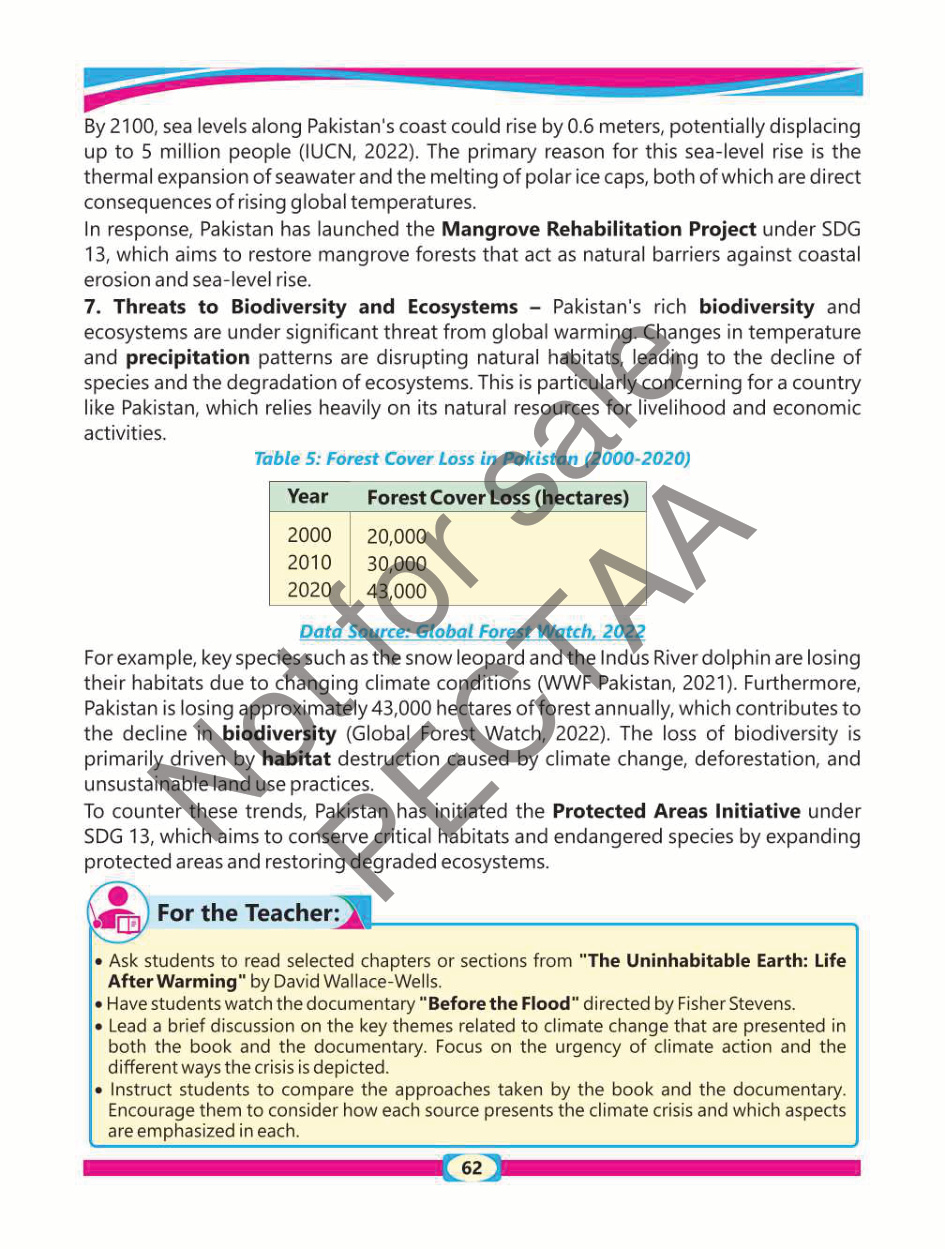 By 2100, sea levels along Pakistan's coast could rise by 0.6 meters, potentially displacing
up to 5 million people (IUCN, 2022). The primary reason for this sea-level rise is the
thermal expansion of seawater and the melting of polar ice caps, both of which are direct
consequences of rising global temperatures.
In response, Pakistan has launched the Mangrove Rehabilitation Project under SDG
13, which aims to restore mangrove forests that act as natural barriers against coastal
erosion and sea-level rise.
7. Threats to Biodiversity and Ecosystems – Pakistan's rich biodiversity and
ecosystems are under significant threat from global warming. Changes in temperature
and precipitation patterns are disrupting natural habitats, leading to the decline of
species and the degradation of ecosystems. This is particularly concerning for a country
like Pakistan, which relies heavily on its natural resources for livelihood and economic
activities.
Table 5: Forest Cover Loss in Pakistan (2000-2020)
Year Forest Cover Loss (hectares)
2000 20,000
2010 30,000
2020 43,000
Data Source: Global Forest Watch, 2022
For example, key species such as the snow leopard and the Indus River dolphin are losing
their habitats due to changing climate conditions (WWF Pakistan, 2021). Furthermore,
Pakistan is losing approximately 43,000 hectares of forest annually, which contributes to
the decline in biodiversity (Global Forest Watch, 2022). The loss of biodiversity is
primarily driven by habitat destruction caused by climate change, deforestation, and
unsustainable land use practices.
To counter these trends, Pakistan has initiated the Protected Areas Initiative under
SDG 13, which aims to conserve critical habitats and endangered species by expanding
protected areas and restoring degraded ecosystems.
For the Teacher:
• Ask students to read selected chapters or sections from "The Uninhabitable Earth: Life
After Warming" by David Wallace-Wells.
• Have students watch the documentary "Before the Flood" directed by Fisher Stevens.
• Lead a brief discussion on the key themes related to climate change that are presented in
both the book and the documentary. Focus on the urgency of climate action and the
different ways the crisis is depicted.
• Instruct students to compare the approaches taken by the book and the documentary.
Encourage them to consider how each source presents the climate crisis and which aspects
are emphasized in each.
62
Not for sale
PECTAA